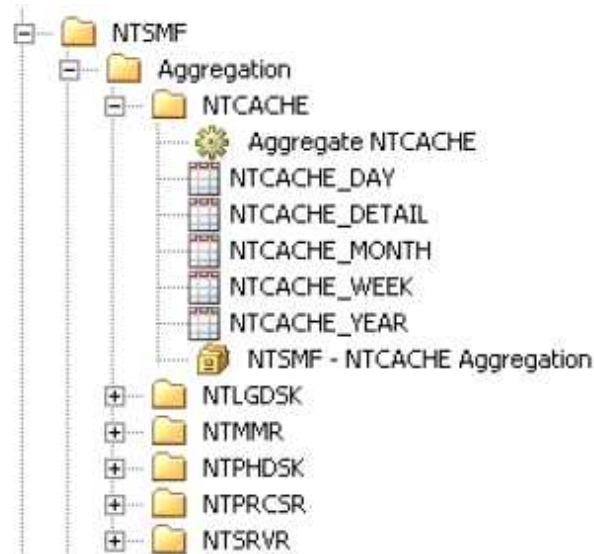 NTSMF
Aggregation
NTCACHE
Aggregate NTCACHE
NTCACHE_DAY
NTCACHE_DETAIL
NTCACHE_MONTH
NTCACHE_WEEK
NTCACHE_YEAR
NTSMF - NTCACHE Aggregation
NTLGDSK
NTMMR
NTPHDSK
NTPRCSR
NTSRVR